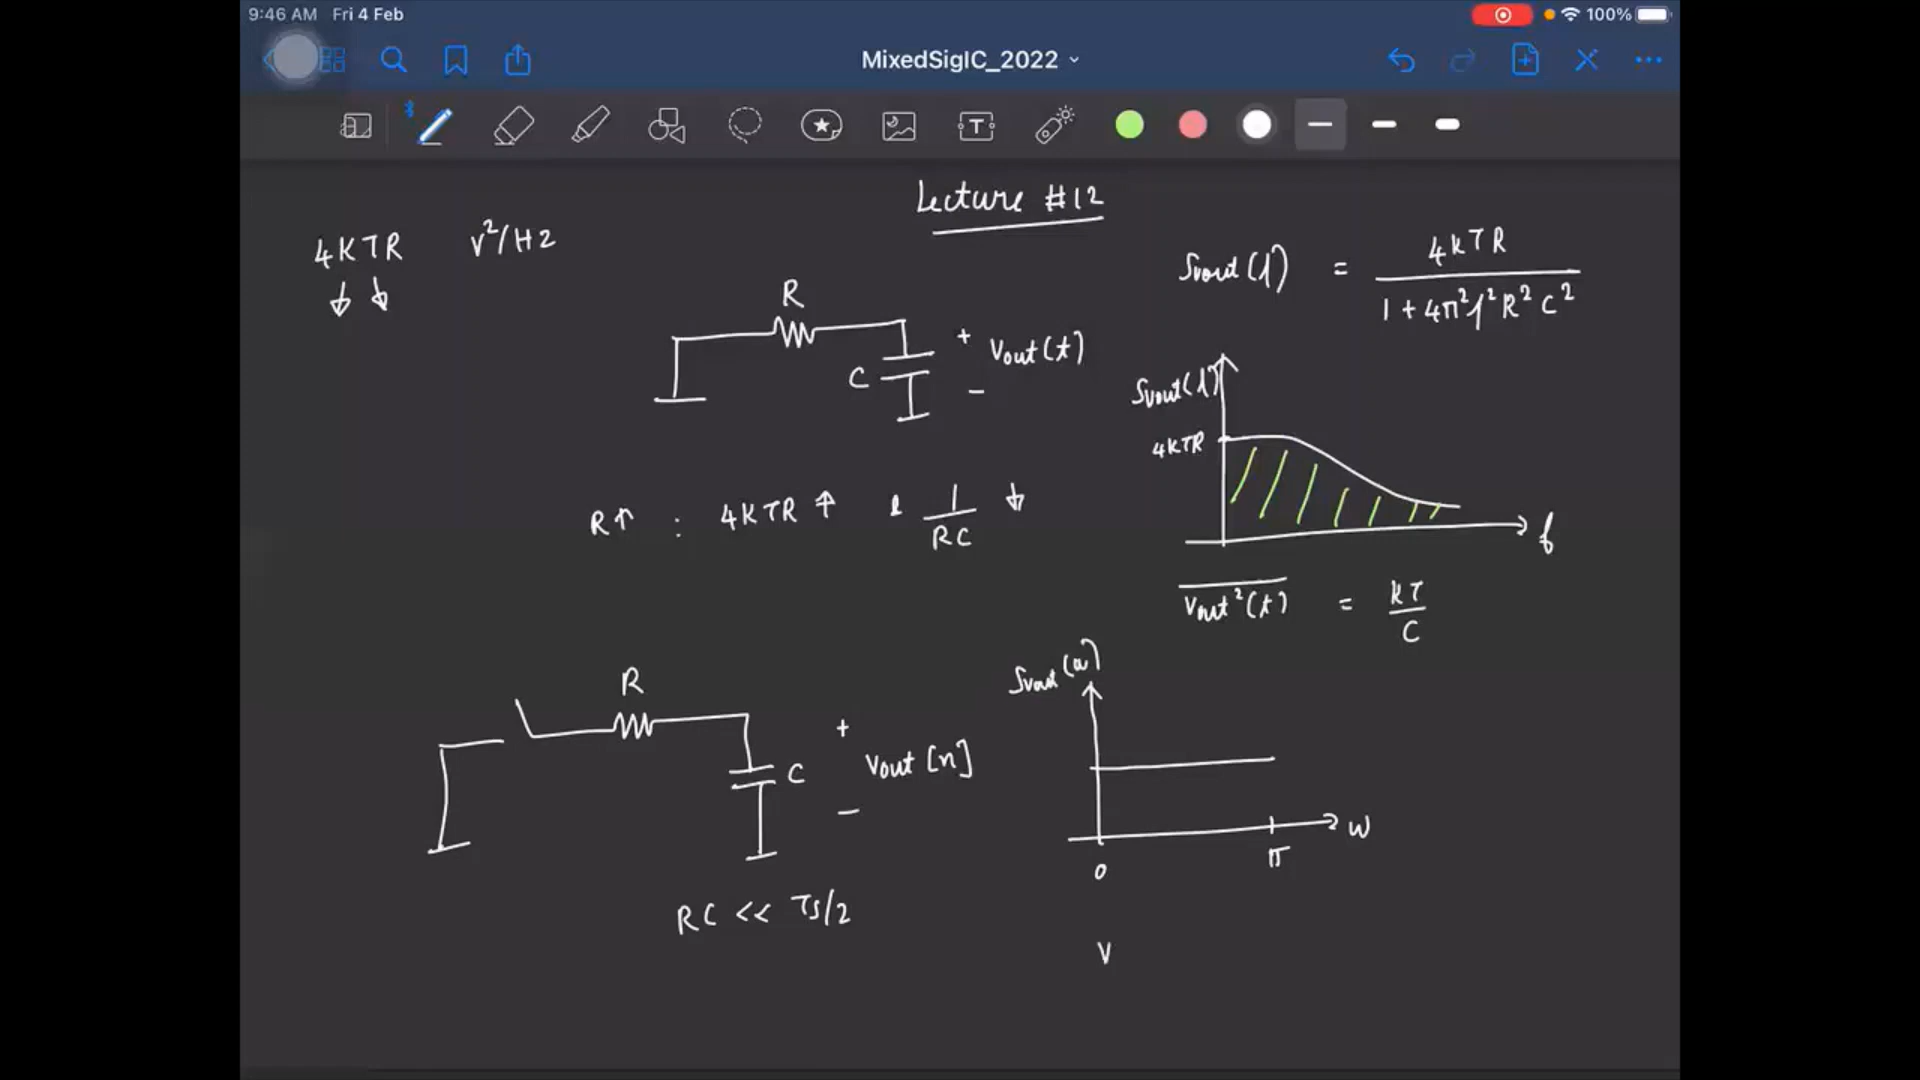 9:46 AM Fri 4 Feb
100%
MixedSigIC_2022
T
Lecture #12
4KTR V²/Hz
Svout(f) = 4kTR / 1 + 4π²f²R²C²
R
C
+ Vout(t) -
Svout(f)
4KTR
f
R↑ : 4KTR ↑ & 1/RC ↓
Vout²(t) = KT/C
R
C
+ Vout[n] -
Svout(ω)
ω
0 π
RC << Ts/2
V